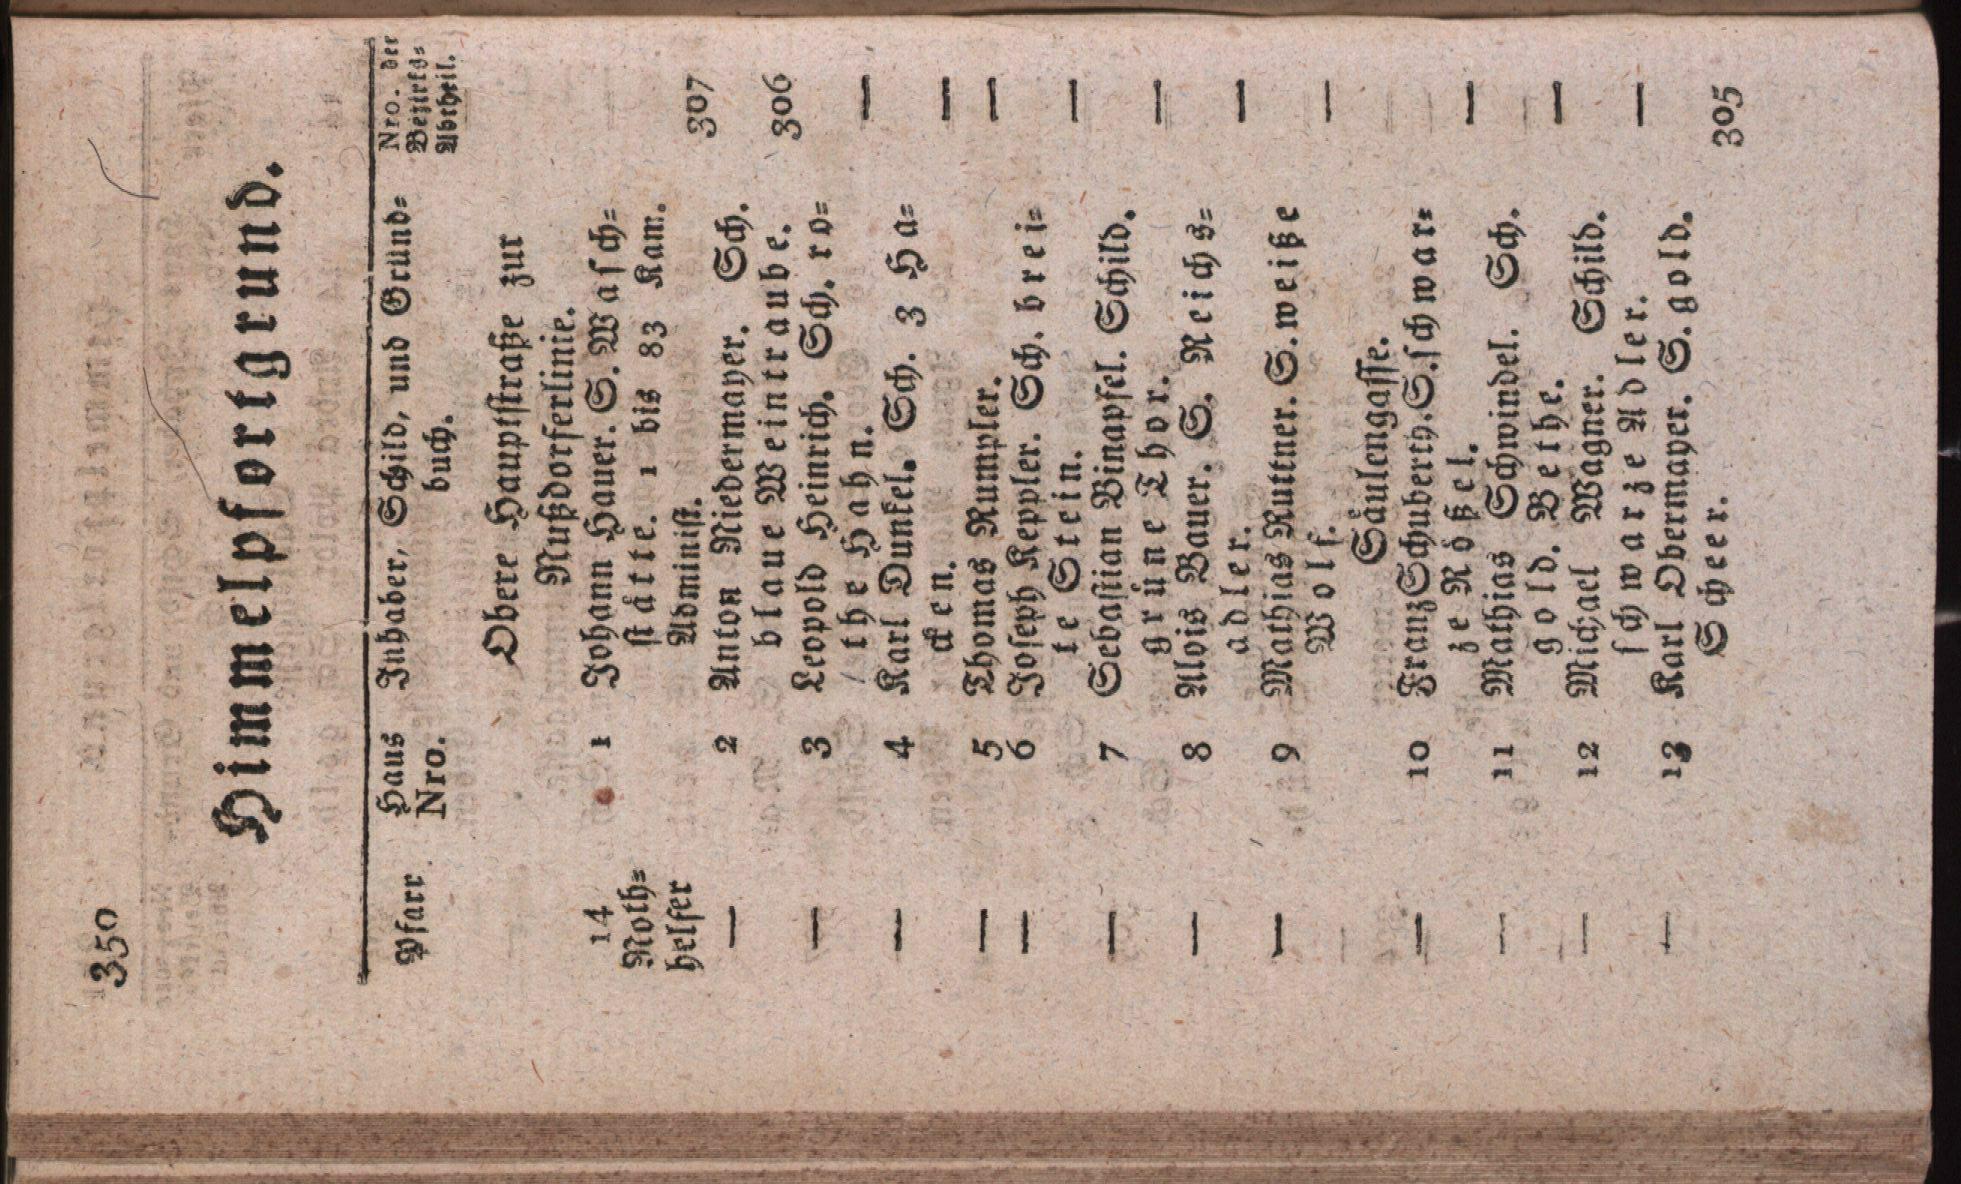 350
Himmelpfortgrund.
Pfarr Haus Inhaber, Schild, und Grund= Nro. der
Nro. buch. Bezirks=
Abtheil.
Obere Hauptstraße zur
Nußdorferlinie.
14 1 Johann Hauer. S. Wasch=
Noth= ståtte. 1 bis 83 Kam.
helfer Administ. 307
— 2 Anton Niedermayer. Sch.
blaue Weintraube. 306
— 3 Leopold Heinrich. Sch. ro=
the Hahn. —
— 4 Karl Dunkel. Sch. 3 Ha=
cken. —
— 5 Thomas Rumpler. —
— 6 Joseph Keppler. Sch. brei=
te Stein. —
— 7 Sebastian Binapfel. Schild.
grüne Thor. —
— 8 Alois Bauer. S. Reichs=
adler. —
— 9 Mathias Ruttner. S. weiße
Wolf. —
Säulengasse.
— 10 Franz Schuberth. S. schwar=
ze Rößel. —
— 11 Mathias Schwindel. Sch.
gold. Bethe. —
— 12 Michael Wagner. Schild.
schwarze Adler. —
— 13 Karl Obermayer. S. gold.
Scheer. 305